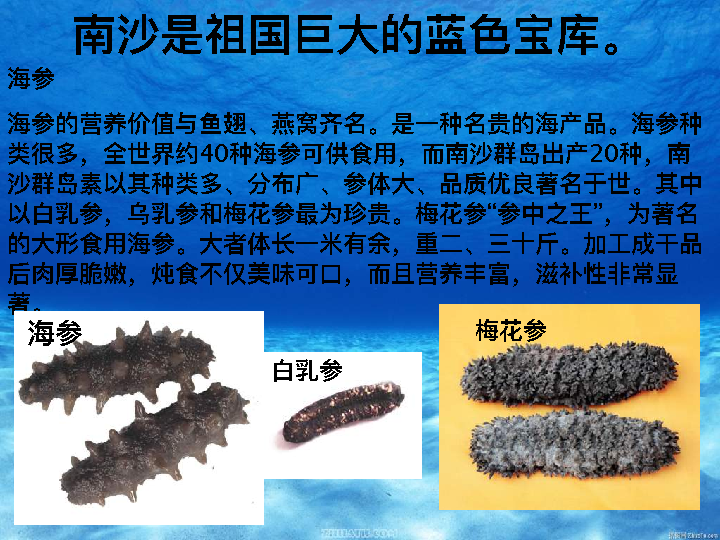 南沙是祖国巨大的蓝色宝库。
海参
海参的营养价值与鱼翅、燕窝齐名。是一种名贵的海产品。海参种
类很多，全世界约40种海参可供食用，而南沙群岛出产20种，南
沙群岛素以其种类多、分布广、参体大、品质优良著名于世。其中
以白乳参，乌乳参和梅花参最为珍贵。梅花参“参中之王”，为著名
的大形食用海参。大者体长一米有余，重二、三十斤。加工成干品
后肉厚脆嫩，炖食不仅美味可口，而且营养丰富，滋补性非常显
著。
海参
白乳参
梅花参